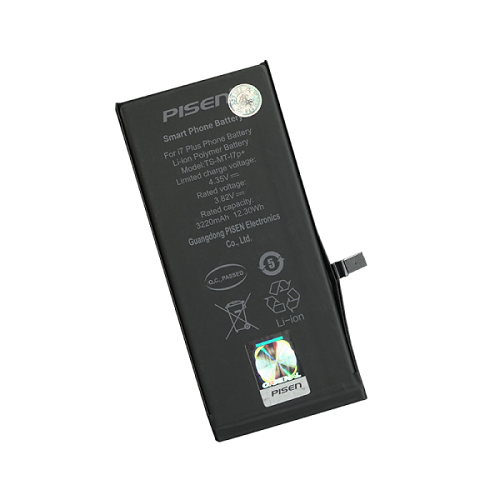 PISEN
Smart Phone Battery
For i7 Plus Phone Battery
Li-ion Polymer Battery
Model:TS-MT-I7p+
Limited charge voltage:
4.35V
Rated voltage:
3.82V
Rated capacity:
3220mAh 12.30Wh
Guangdong PISEN Electronics
Co., Ltd.
Q.C. PASSED
5
Li-ion
PISEN